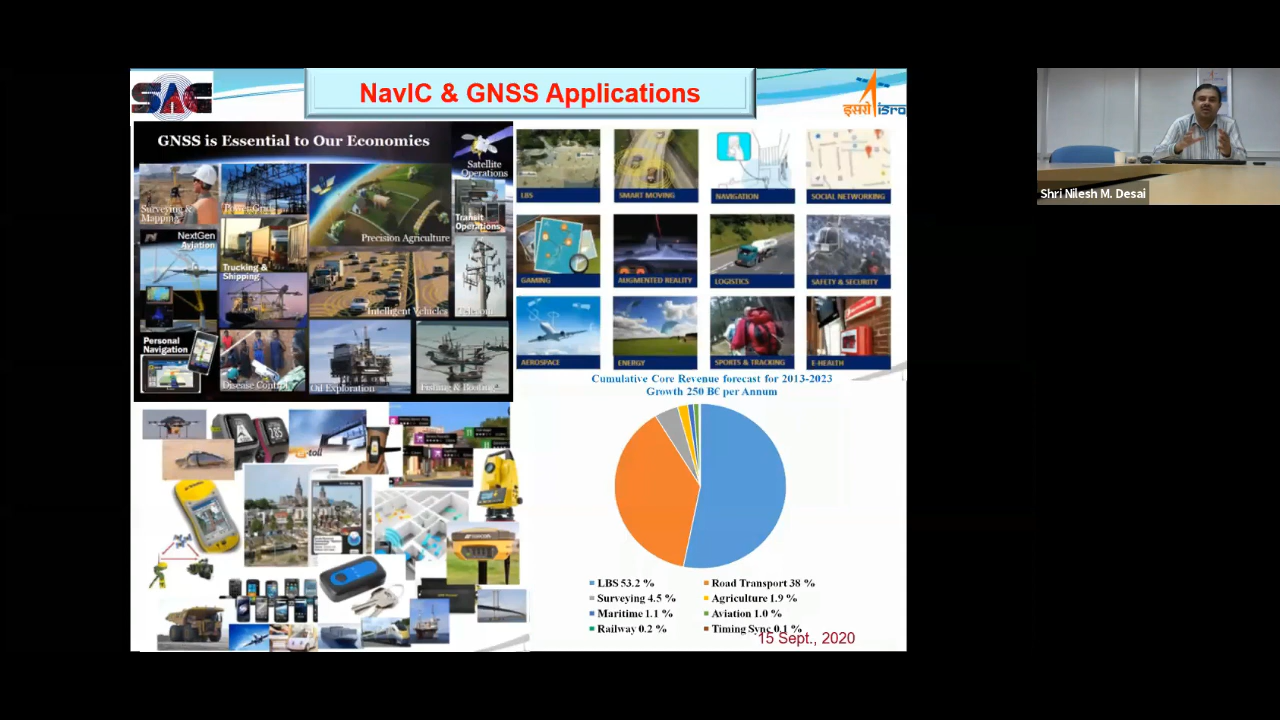 SAC
NavIC & GNSS Applications
इसरो isro
GNSS is Essential to Our Economies
Satellite
Operations
Surveying &
Mapping
Power Grid
Precision Agriculture
Transit
Operations
NextGen
Aviation
Trucking &
Shipping
Intelligent Vehicles
Telecom
Personal
Navigation
Disease Control
Oil Exploration
Fishing & Boating
LBS
SMART MOVING
NAVIGATION
SOCIAL NETWORKING
GAMING
AUGMENTED REALITY
LOGISTICS
SAFETY & SECURITY
AEROSPACE
ENERGY
SPORTS & TRACKING
E-HEALTH
Cumulative Core Revenue forecast for 2013-2023
Growth 250 B€ per Annum
LBS 53.2 %
Road Transport 38 %
Surveying 4.5 %
Agriculture 1.9 %
Maritime 1.1 %
Aviation 1.0 %
Railway 0.2 %
Timing Sync 0.1 %
15 Sept., 2020
Shri Nilesh M. Desai